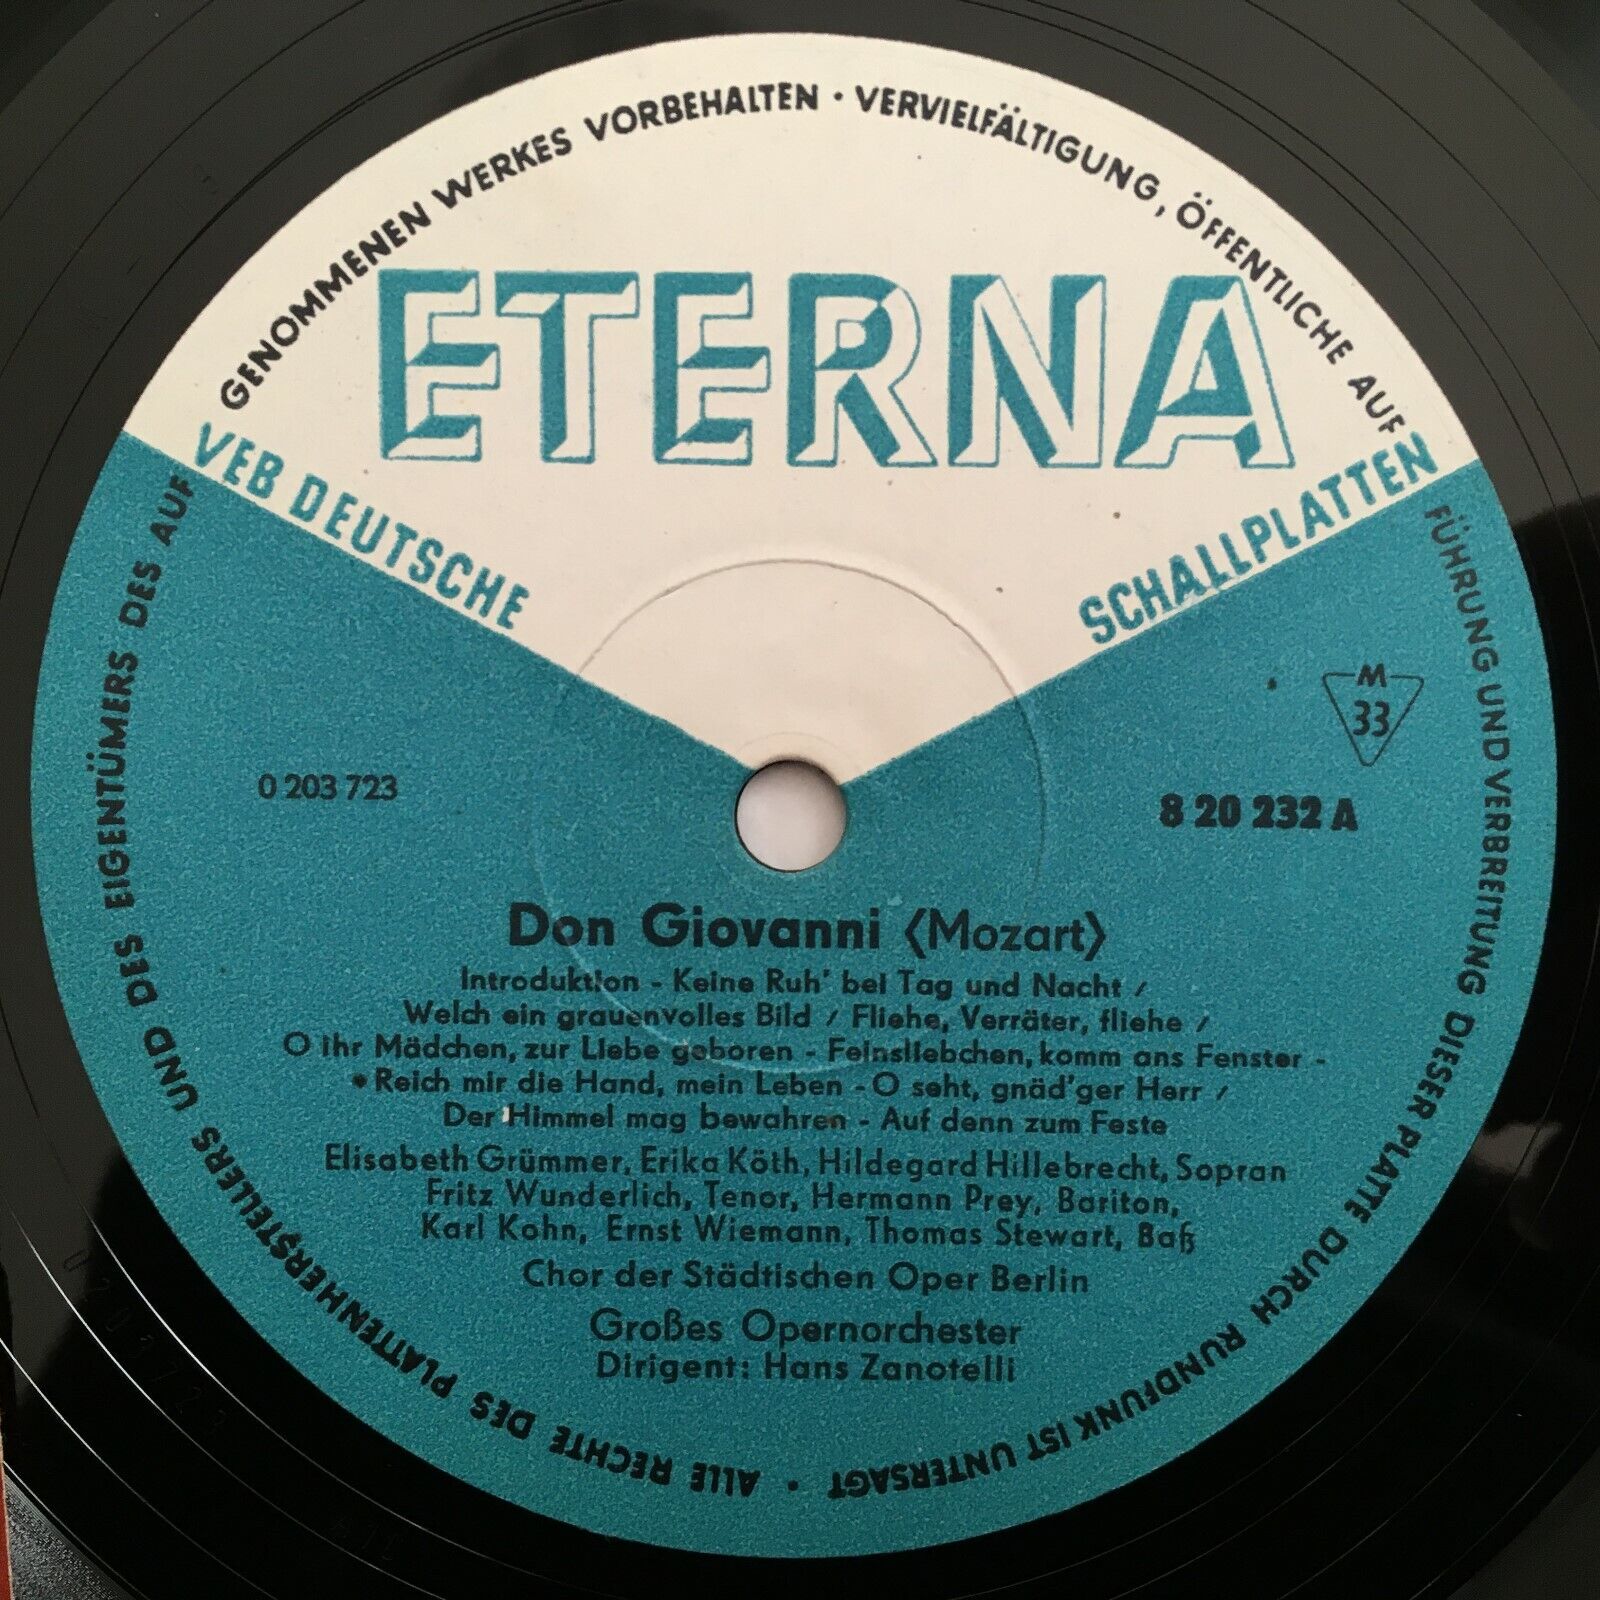 ALLE RECHTE DES PLATTENHERSTELLERS UND DES EIGENTÜMERS DES AUF GENOMMENEN WERKES VORBEHALTEN · VERVIELFÄLTIGUNG, ÖFFENTLICHE AUF FÜHRUNG UND VERBREITUNG DIESER PLATTE DURCH RUNDFUNK IST UNTERSAGT ·
ETERNA
VEB DEUTSCHE SCHALLPLATTEN
M
33
0 203 723
8 20 232 A
Don Giovanni ⟨Mozart⟩
Introduktion - Keine Ruh' bei Tag und Nacht /
Welch ein grauenvolles Bild / Fliehe, Verräter, fliehe /
O ihr Mädchen, zur Liebe geboren - Feinsliebchen, komm ans Fenster -
Reich mir die Hand, mein Leben - O seht, gnäd'ger Herr /
Der Himmel mag bewahren - Auf denn zum Feste
Elisabeth Grümmer, Erika Köth, Hildegard Hillebrecht, Sopran
Fritz Wunderlich, Tenor, Hermann Prey, Bariton,
Karl Kohn, Ernst Wiemann, Thomas Stewart, Baß
Chor der Städtischen Oper Berlin
Großes Opernorchester
Dirigent: Hans Zanotelli